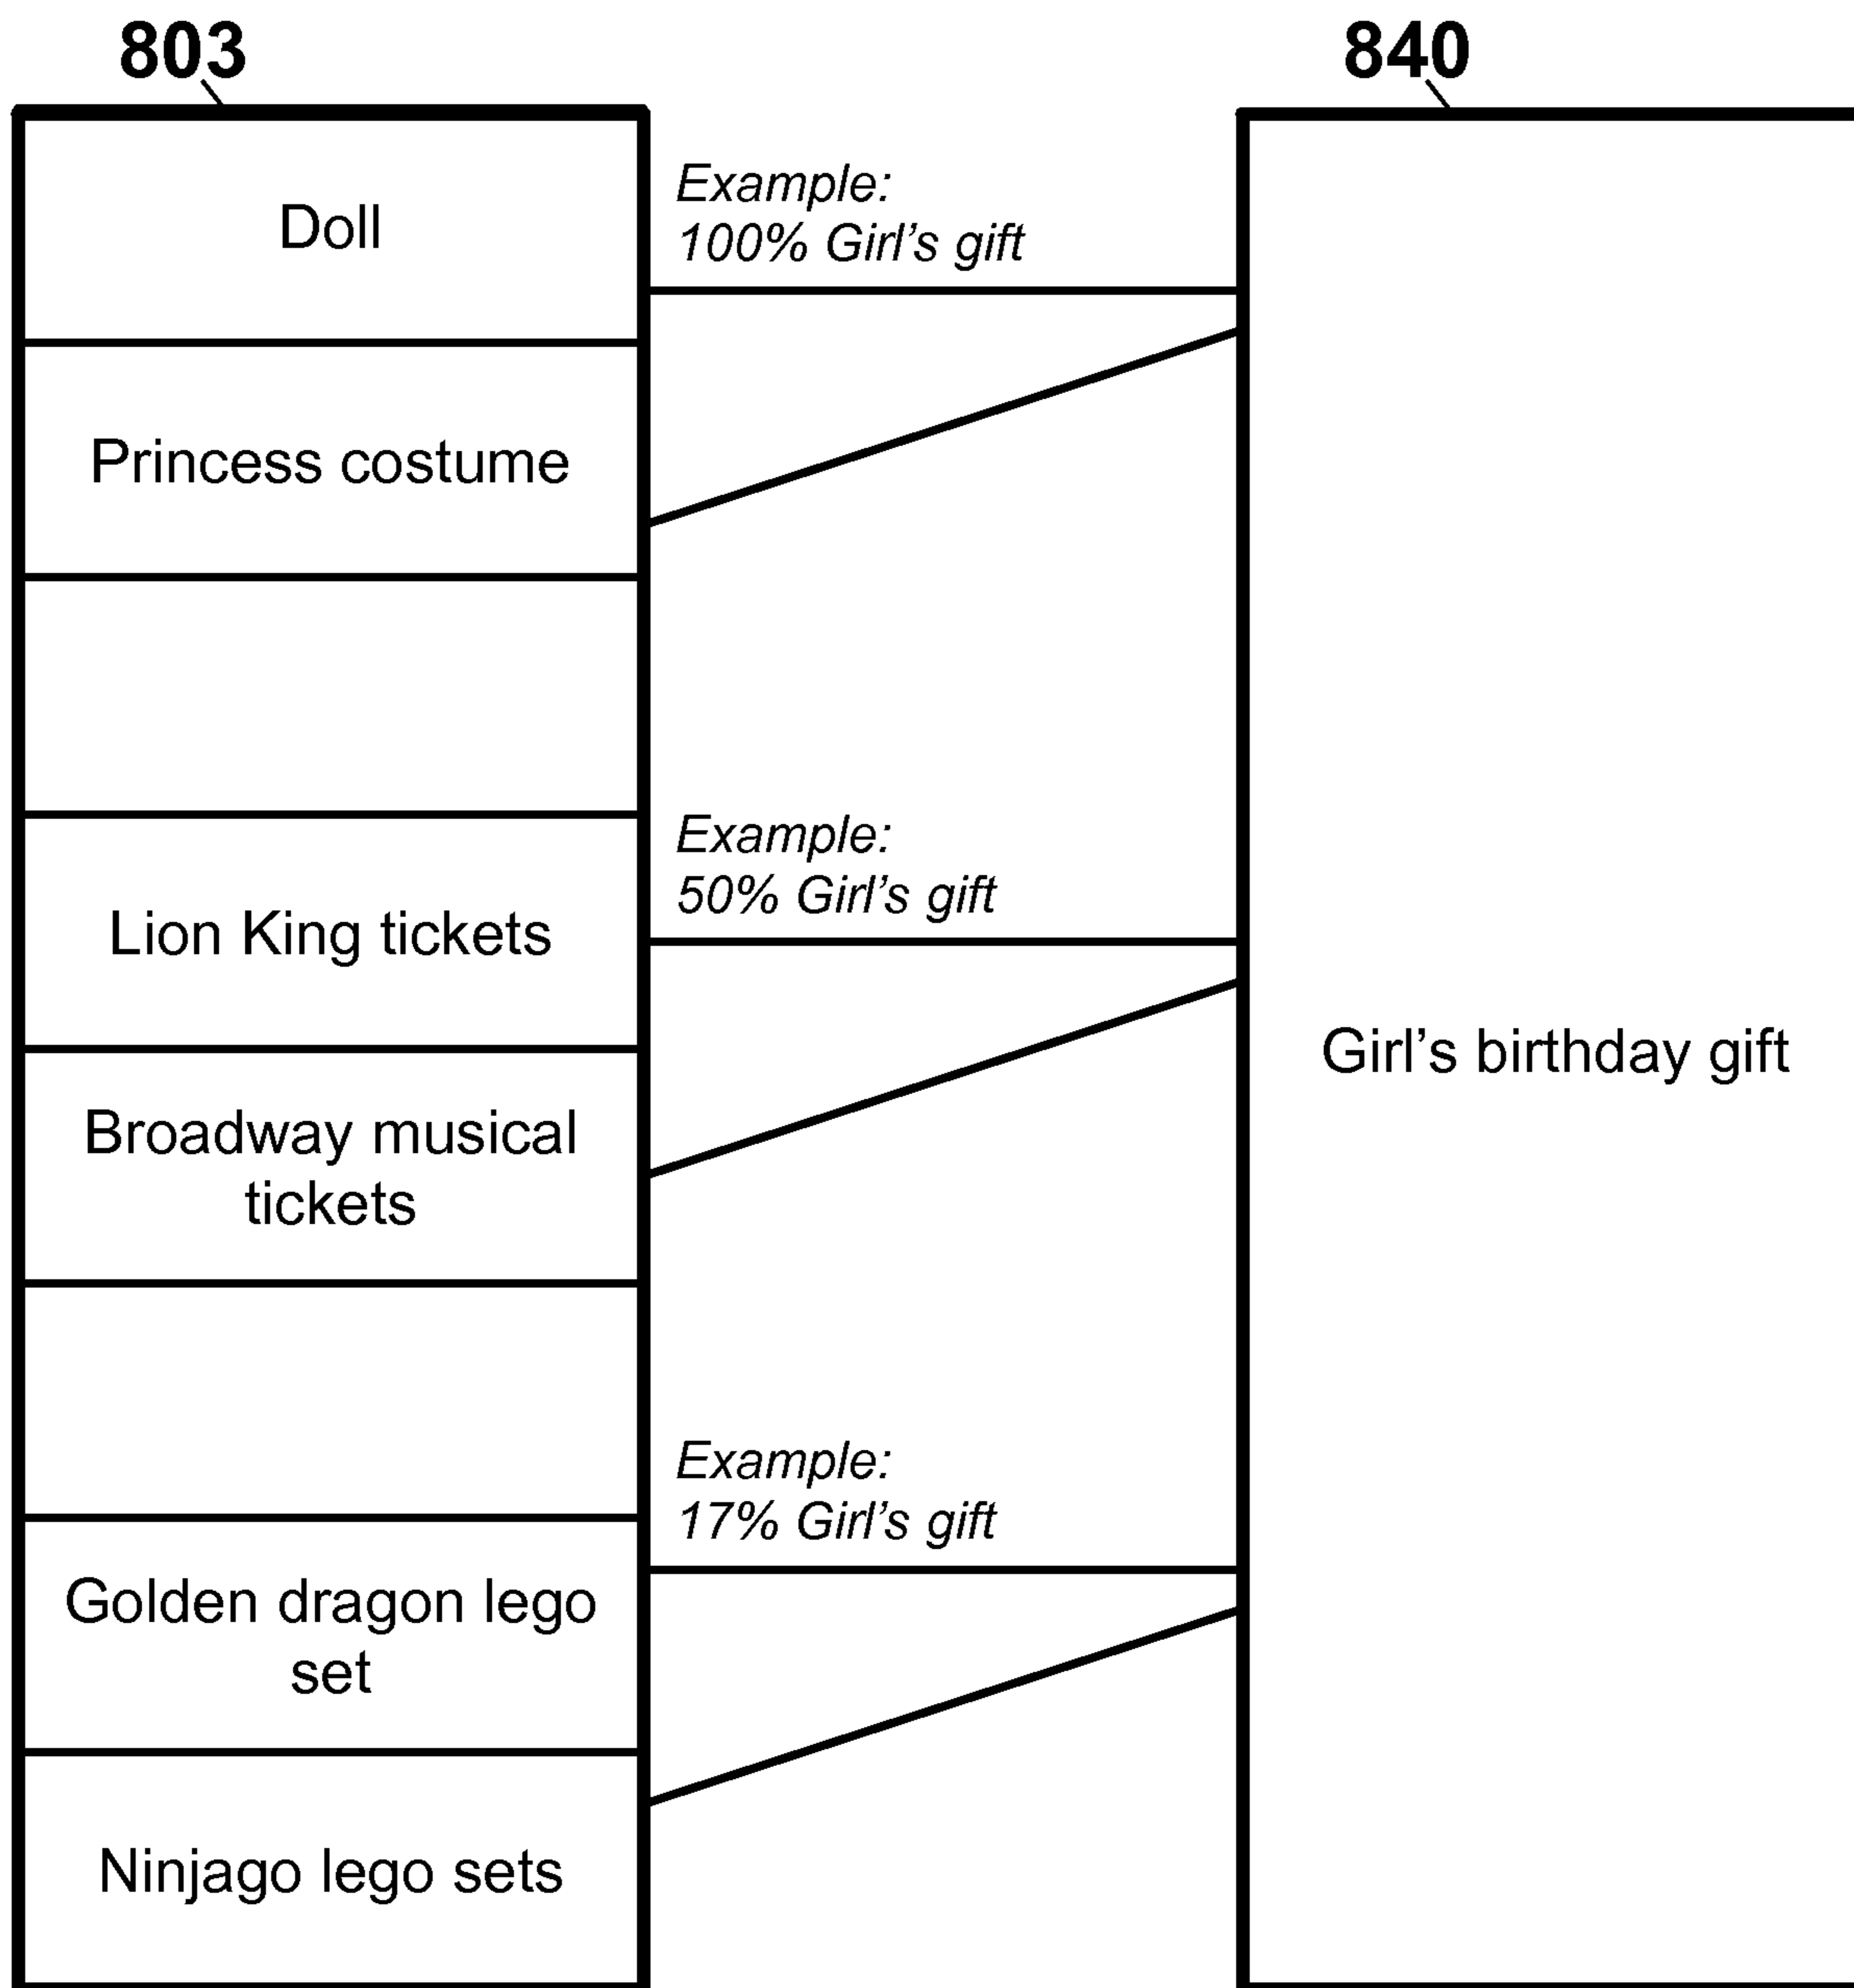 803
840
Doll
Example:
100% Girl's gift
Princess costume
Example:
50% Girl's gift
Lion King tickets
Girl's birthday gift
Broadway musical
tickets
Example:
17% Girl's gift
Golden dragon lego
set
Ninjago lego sets